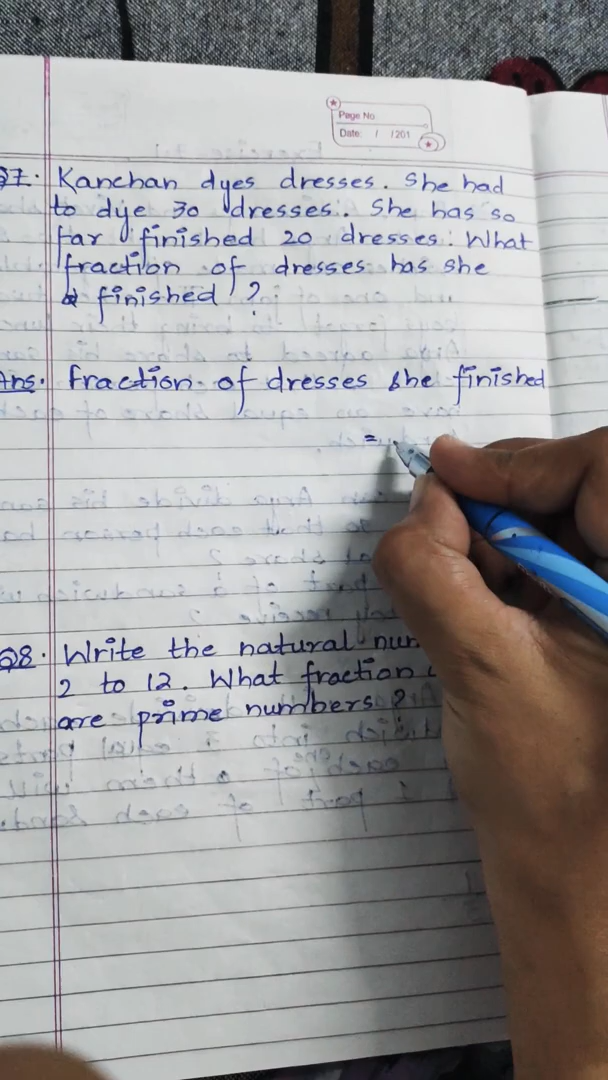 Page No.
Date: / /201
Q7. Kanchan dyes dresses. She had
to dye 30 dresses. She has so
far finished 20 dresses. What
fraction of dresses has she
finished ?
Ans. fraction of dresses she finished
=
Q8. Write the natural
2 to 12. What fraction
are prime numbers ?